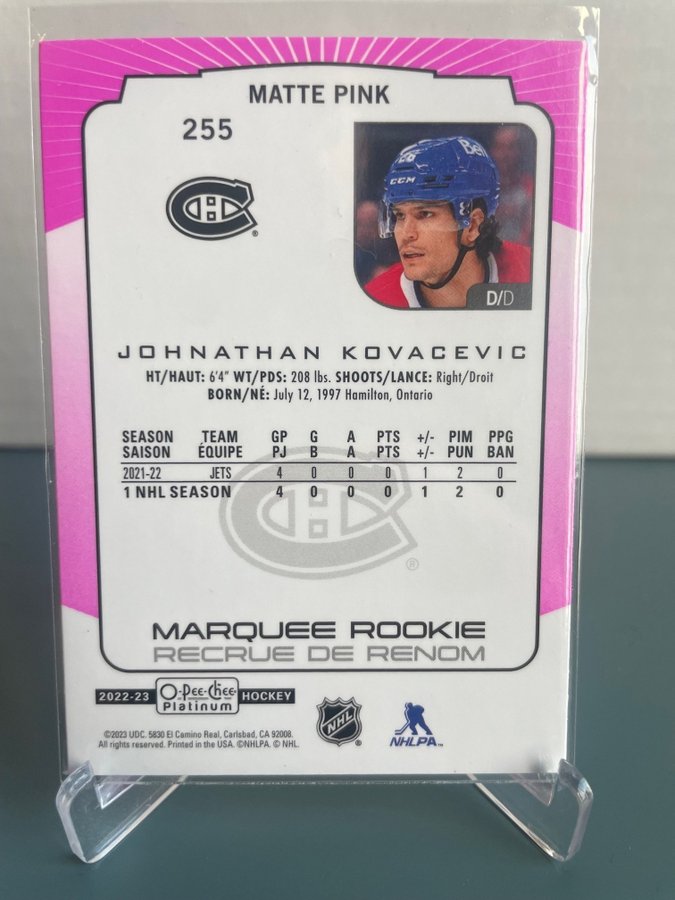 MATTE PINK
255
Bell
CCM
D/D
JOHNATHAN KOVACEVIC
HT/HAUT: 6'4" WT/PDS: 208 lbs. SHOOTS/LANCE: Right/Droit
BORN/NÉ: July 12, 1997 Hamilton, Ontario
SEASON TEAM GP G A PTS +/- PIM PPG
SAISON ÉQUIPE PJ B A PTS +/- PUN BAN
2021-22 JETS 4 0 0 0 1 2 0
1 NHL SEASON 4 0 0 0 1 2 0
MARQUEE ROOKIE
RECRUE DE RENOM
2022-23 O-Pee-Chee Platinum HOCKEY
©2023 UDC. 5830 El Camino Real, Carlsbad, CA 92008.
All rights reserved. Printed in the USA. ©NHLPA. © NHL.
NHL
NHLPA